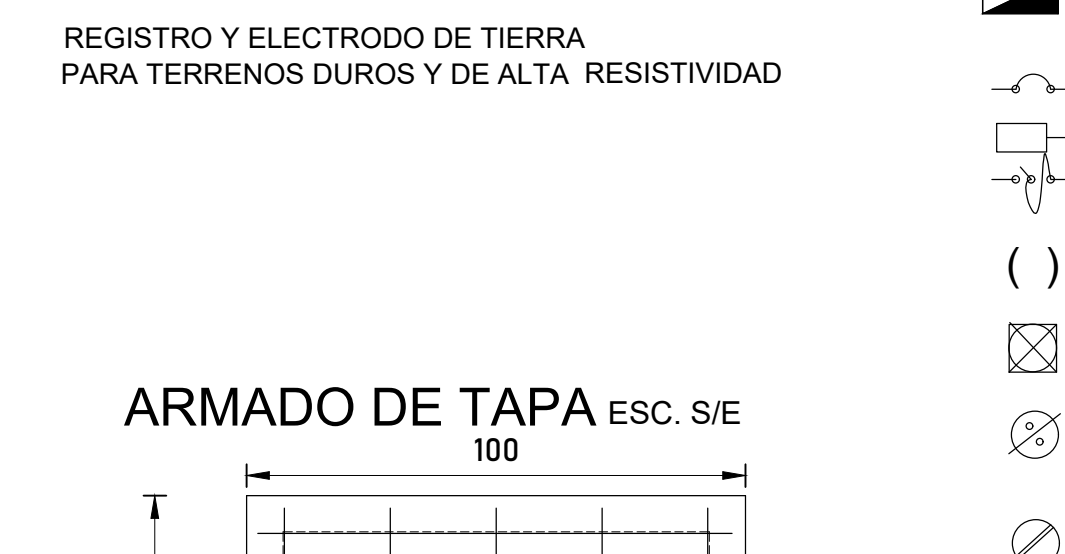 REGISTRO Y ELECTRODO DE TIERRA
PARA TERRENOS DUROS Y DE ALTA RESISTIVIDAD
( )
ARMADO DE TAPA ESC. S/E
100